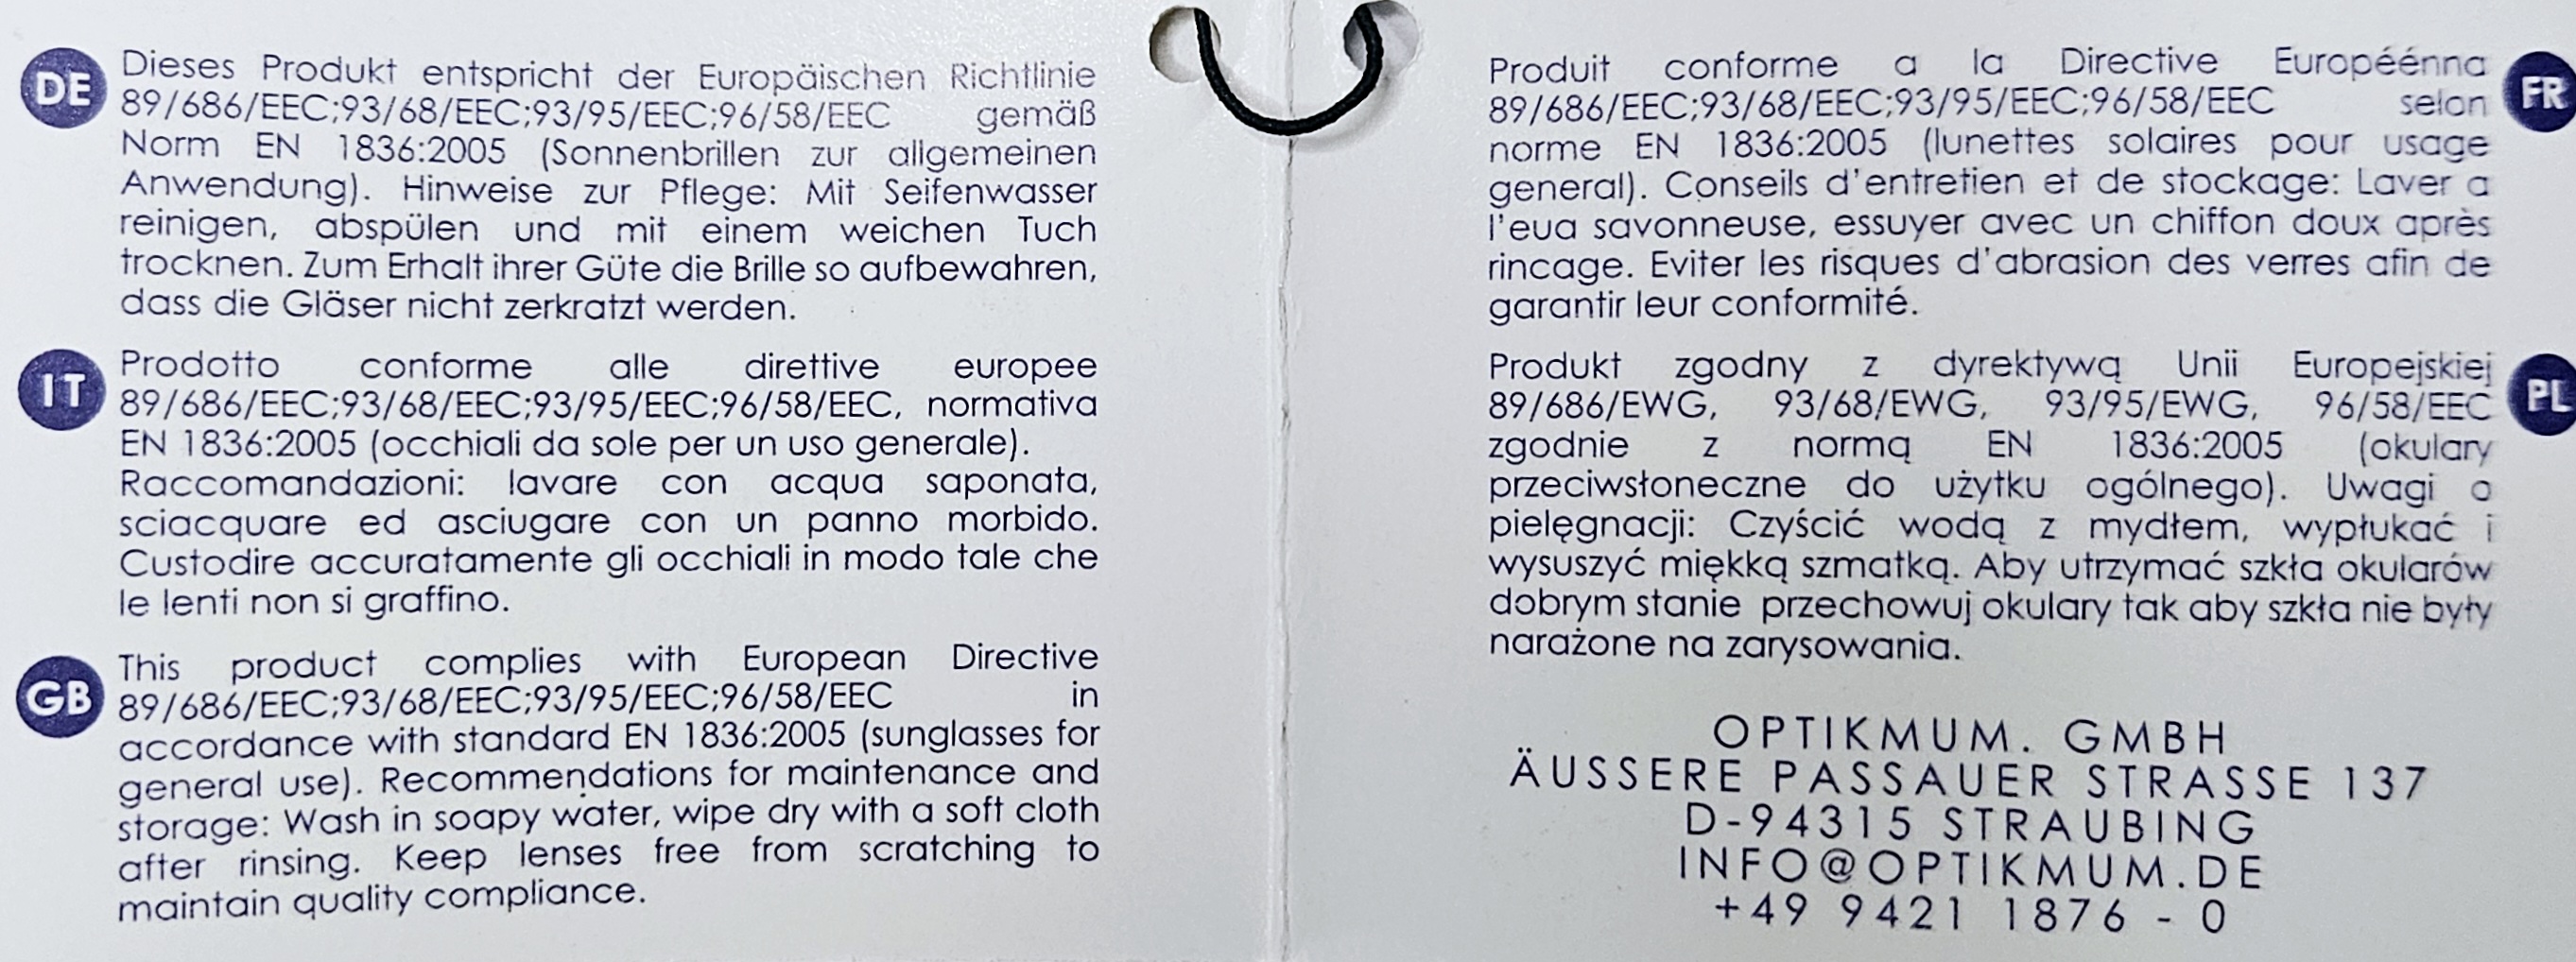 DE
Dieses Produkt entspricht der Europäischen Richtlinie
89/686/EEC;93/68/EEC;93/95/EEC;96/58/EEC gemäß
Norm EN 1836:2005 (Sonnenbrillen zur allgemeinen
Anwendung). Hinweise zur Pflege: Mit Seifenwasser
reinigen, abspülen und mit einem weichen Tuch
trocknen. Zum Erhalt ihrer Güte die Brille so aufbewahren,
dass die Gläser nicht zerkratzt werden.
IT
Prodotto conforme alle direttive europee
89/686/EEC;93/68/EEC;93/95/EEC;96/58/EEC, normativa
EN 1836:2005 (occhiali da sole per un uso generale).
Raccomandazioni: lavare con acqua saponata,
sciacquare ed asciugare con un panno morbido.
Custodire accuratamente gli occhiali in modo tale che
le lenti non si graffino.
GB
This product complies with European Directive
89/686/EEC;93/68/EEC;93/95/EEC;96/58/EEC in
accordance with standard EN 1836:2005 (sunglasses for
general use). Recommendations for maintenance and
storage: Wash in soapy water, wipe dry with a soft cloth
after rinsing. Keep lenses free from scratching to
maintain quality compliance.
FR
Produit conforme a la Directive Européénna
89/686/EEC;93/68/EEC;93/95/EEC;96/58/EEC selon
norme EN 1836:2005 (lunettes solaires pour usage
general). Conseils d'entretien et de stockage: Laver a
l'eua savonneuse, essuyer avec un chiffon doux après
rincage. Eviter les risques d'abrasion des verres afin de
garantir leur conformité.
PL
Produkt zgodny z dyrektywą Unii Europejskiej
89/686/EWG, 93/68/EWG, 93/95/EWG, 96/58/EEC
zgodnie z normą EN 1836:2005 (okulary
przeciwsłoneczne do użytku ogólnego). Uwagi o
pielęgnacji: Czyścić wodą z mydłem, wypłukać i
wysuszyć miękką szmatką. Aby utrzymać szkła okularów
dobrym stanie przechowuj okulary tak aby szkła nie były
narażone na zarysowania.
OPTIKMUM. GMBH
ÄUSSERE PASSAUER STRASSE 137
D-94315 STRAUBING
INFO@OPTIKMUM.DE
+49 9421 1876 - 0